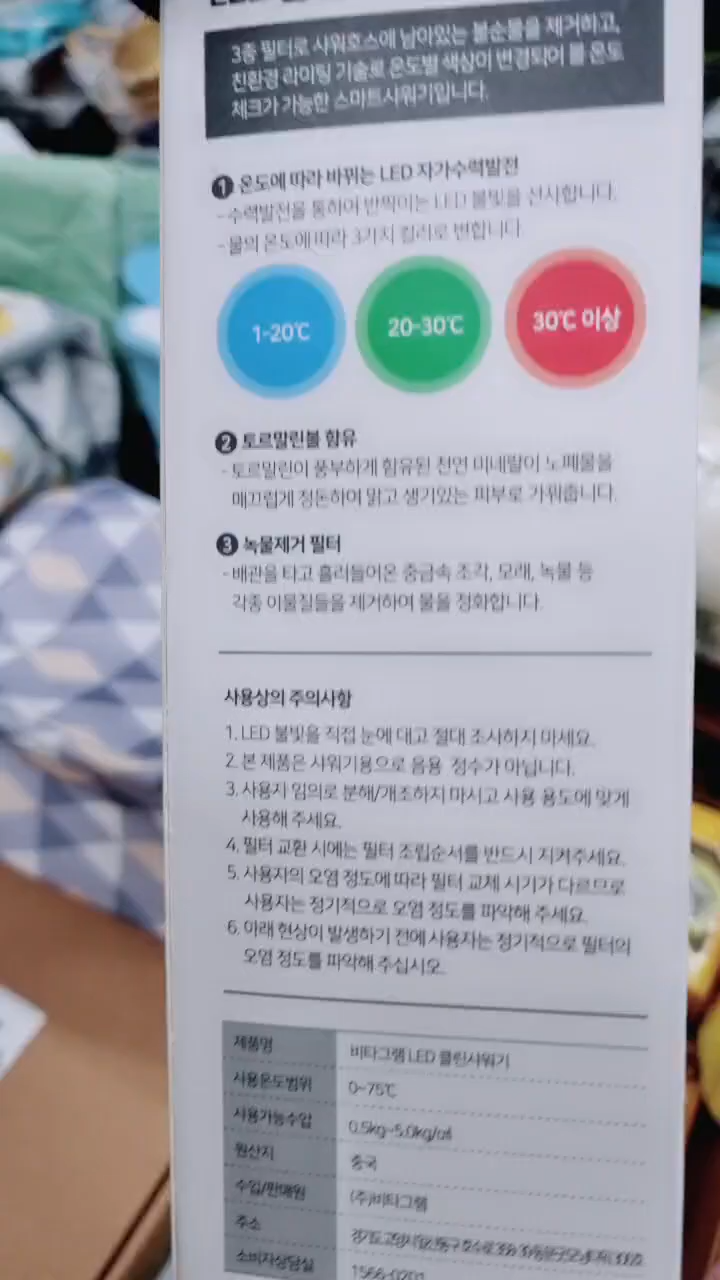 3종 필터로 샤워호스에 남아있는 불순물을 제거하고,
친환경 라이팅 기술로 온도별 색상이 변경되어 물 온도
체크가 가능한 스마트샤워기입니다.
❶ 온도에 따라 바뀌는 LED 자가수력발전
- 수력발전을 통하여 반짝이는 LED 불빛을 선사합니다.
- 물의 온도에 따라 3가지 컬러로 변합니다.
1-20℃
20-30℃
30℃ 이상
❷ 토르말린볼 함유
- 토르말린이 풍부하게 함유된 천연 미네랄이 노폐물을
매끄럽게 정돈하여 맑고 생기있는 피부로 가꿔줍니다.
❸ 녹물제거 필터
- 배관을 타고 흘러들어온 중금속 조각, 모래, 녹물 등
각종 이물질들을 제거하여 물을 정화합니다.
사용상의 주의사항
1. LED 불빛을 직접 눈에 대고 절대 조사하지 마세요.
2. 본 제품은 샤워기용으로 음용 정수가 아닙니다.
3. 사용자 임의로 분해/개조하지 마시고 사용 용도에 맞게
사용해 주세요.
4. 필터 교환 시에는 필터 조립순서를 반드시 지켜주세요.
5. 사용자의 오염 정도에 따라 필터 교체 시기가 다르므로
사용자는 정기적으로 오염 정도를 파악해 주세요.
6. 아래 현상이 발생하기 전에 사용자는 정기적으로 필터의
오염 정도를 파악해 주십시오.
제품명 비타그램 LED 클린샤워기
사용온도범위 0~75℃
사용가능수압 0.5kg~5.0kg/㎠
원산지 중국
수입/판매원 (주)비타그램
주소 경기도 고양시
소비자상담실 1566-0201